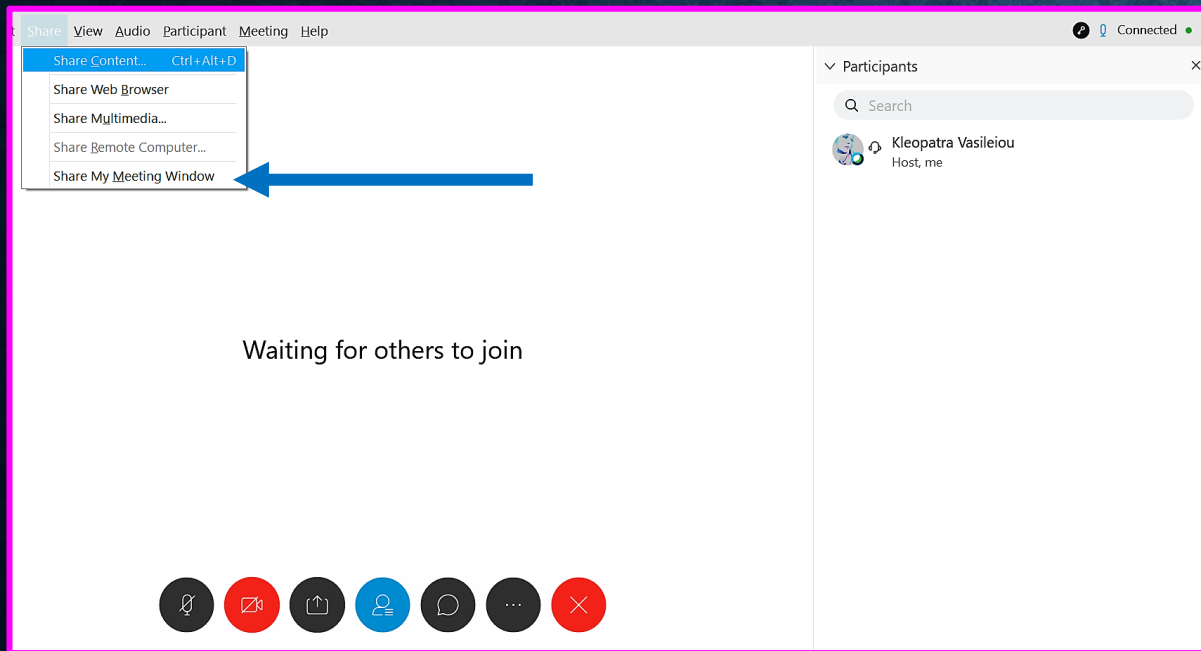 t Share View Audio Participant Meeting Help
Connected
Share Content... Ctrl+Alt+D
Share Web Browser
Share Multimedia...
Share Remote Computer...
Share My Meeting Window
Waiting for others to join
Participants
Search
Kleopatra Vasileiou
Host, me